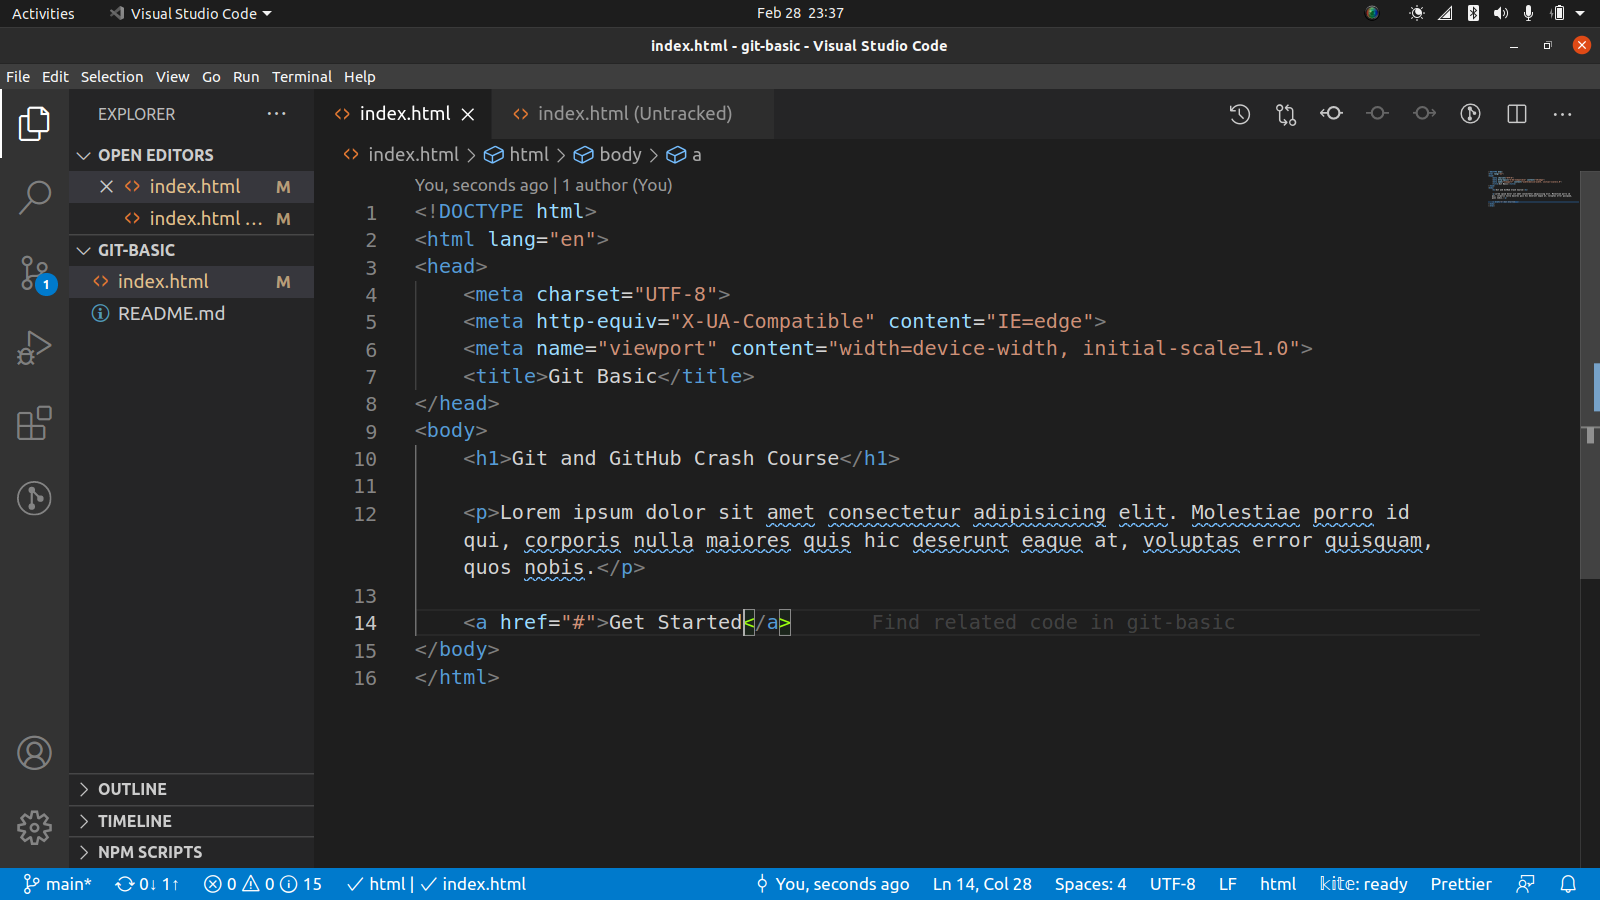 Activities
Visual Studio Code
Feb 28 23:37
index.html - git-basic - Visual Studio Code
File Edit Selection View Go Run Terminal Help
EXPLORER
OPEN EDITORS
index.html M
index.html ... M
GIT-BASIC
index.html M
README.md
1
OUTLINE
TIMELINE
NPM SCRIPTS
index.html
index.html (Untracked)
index.html > html > body > a
You, seconds ago | 1 author (You)
1 <!DOCTYPE html>
2 <html lang="en">
3 <head>
4 <meta charset="UTF-8">
5 <meta http-equiv="X-UA-Compatible" content="IE=edge">
6 <meta name="viewport" content="width=device-width, initial-scale=1.0">
7 <title>Git Basic</title>
8 </head>
9 <body>
10 <h1>Git and GitHub Crash Course</h1>
11
12 <p>Lorem ipsum dolor sit amet consectetur adipisicing elit. Molestiae porro id
qui, corporis nulla maiores quis hic deserunt eaque at, voluptas error quisquam,
quos nobis.</p>
13
14 <a href="#">Get Started</a> Find related code in git-basic
15 </body>
16 </html>
main* 0↓ 1↑ 0 0 15 html | index.html
You, seconds ago Ln 14, Col 28 Spaces: 4 UTF-8 LF html kite: ready Prettier